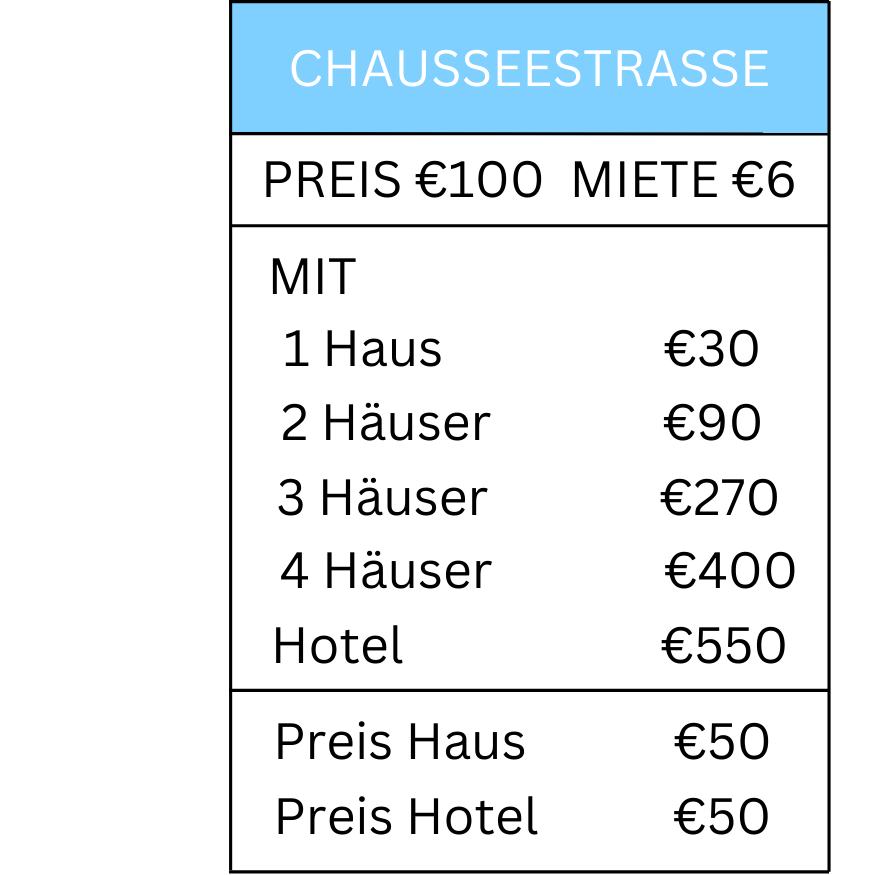 CHAUSSEESTRASSE
PREIS €100 MIETE €6
MIT
1 Haus €30
2 Häuser €90
3 Häuser €270
4 Häuser €400
Hotel €550
Preis Haus €50
Preis Hotel €50